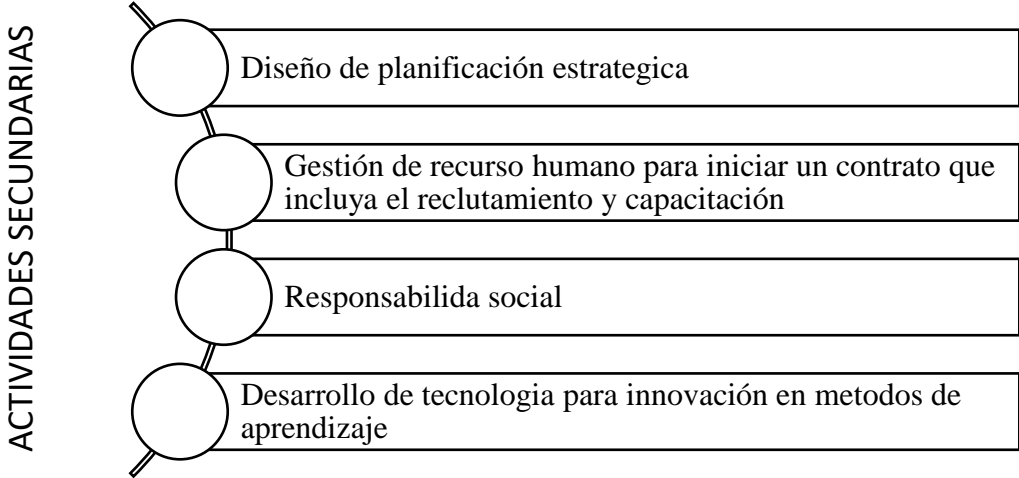 ACTIVIDADES SECUNDARIAS
Diseño de planificación estrategica
Gestión de recurso humano para iniciar un contrato que
incluya el reclutamiento y capacitación
Responsabilida social
Desarrollo de tecnologia para innovación en metodos de
aprendizaje